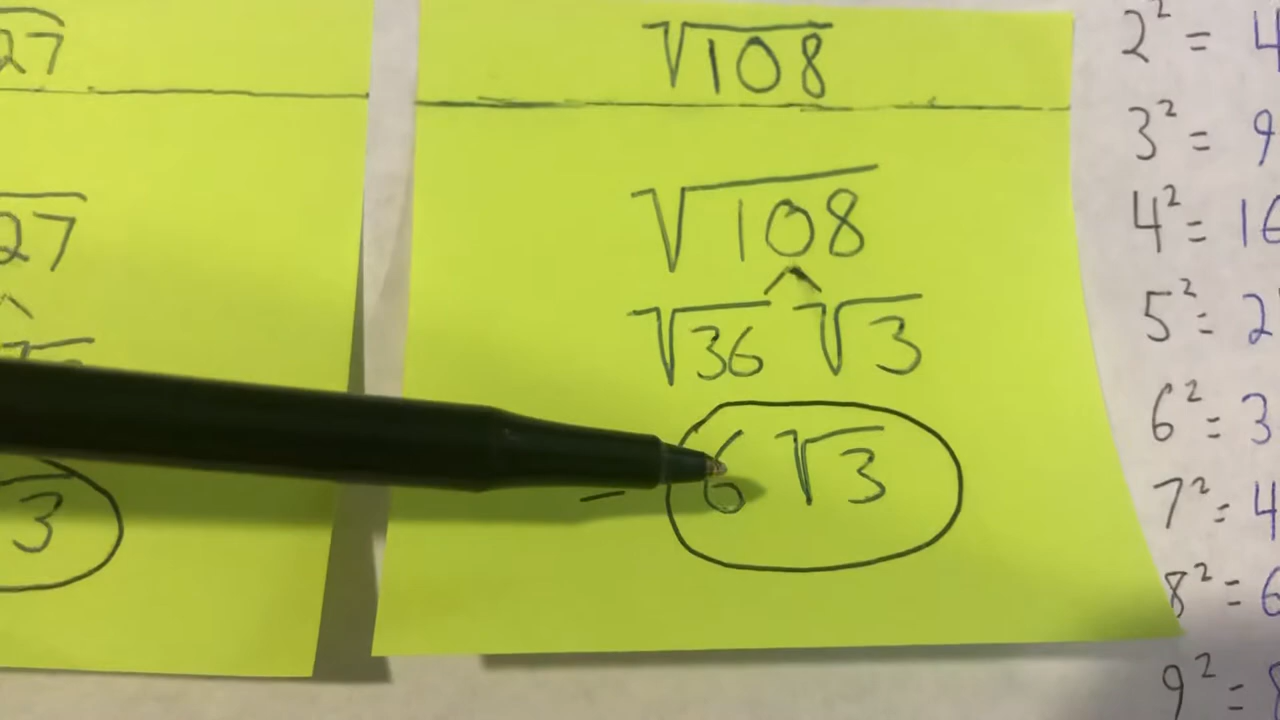 √27
√27
3
√108
√108
√36 √3
6 √3
2² = 4
3² = 9
4² = 16
5² = 2
6² = 3
7² = 4
8² = 6
9² = 8